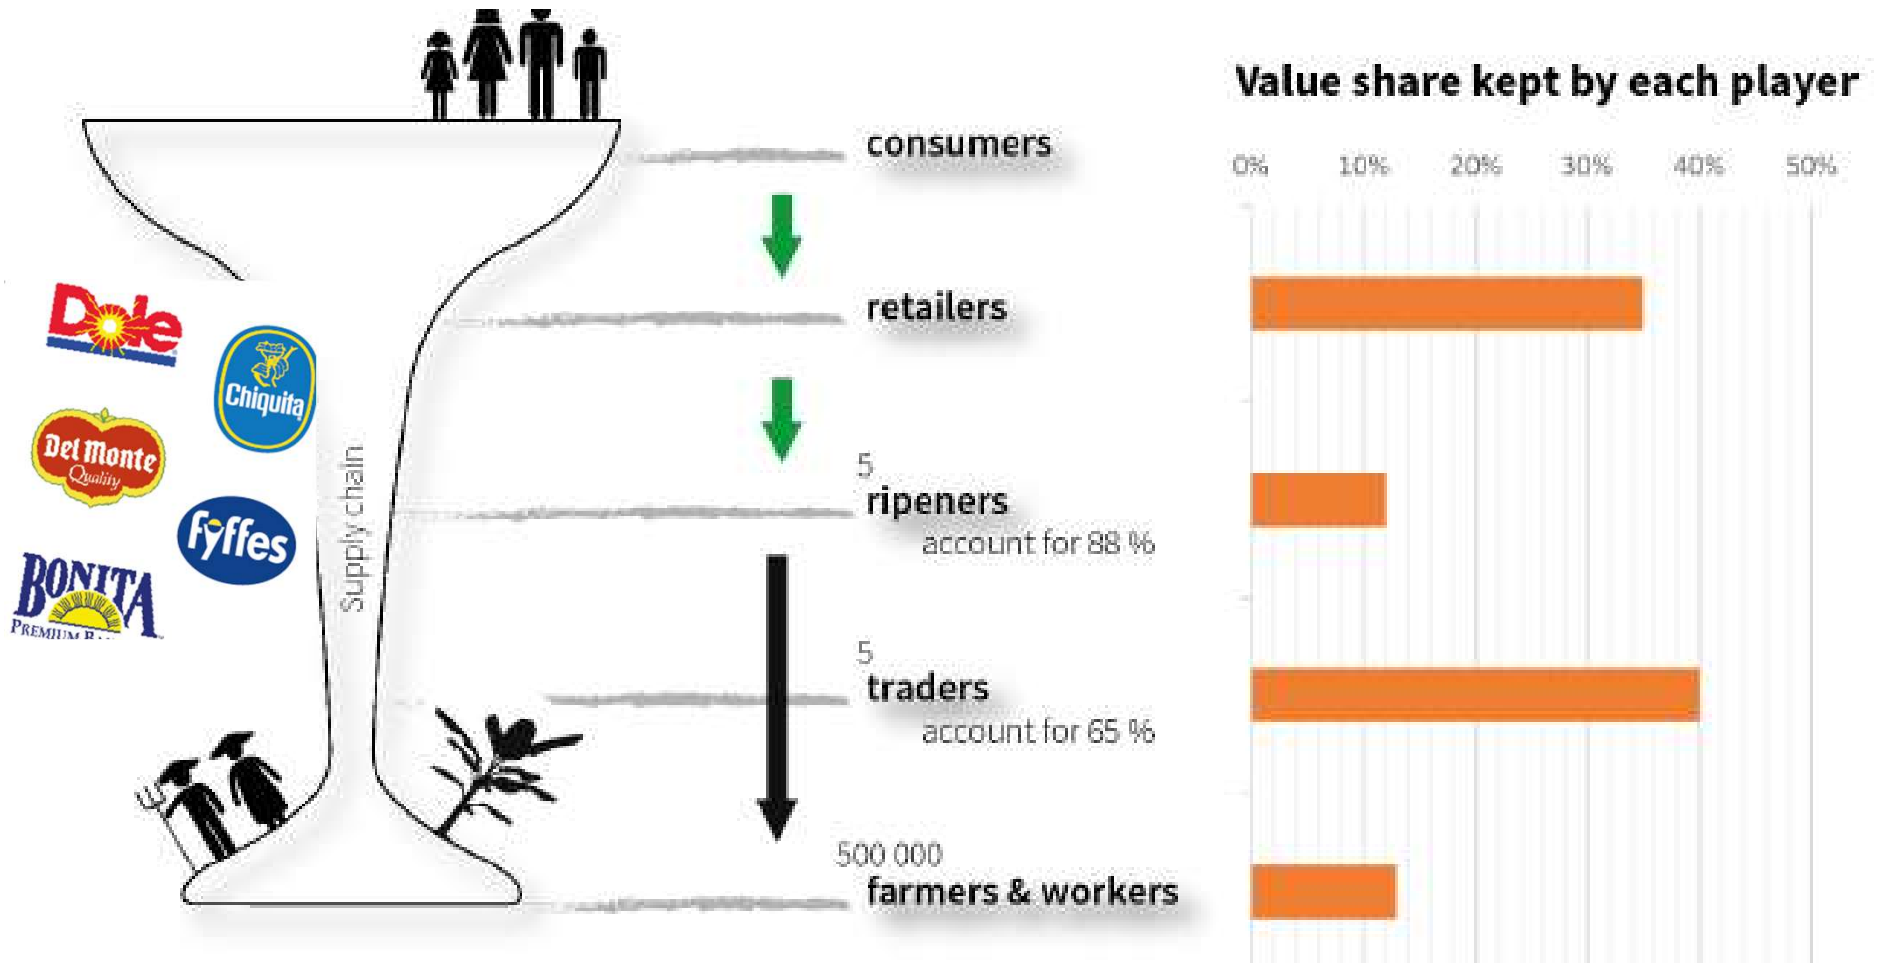 Value share kept by each player
0% 10% 20% 30% 40% 50%
consumers
retailers
5
ripeners
account for 88 %
5
traders
account for 65 %
500 000
farmers & workers
Supply chain
Dole
Chiquita
Del Monte
Quality
Fyffes
BONITA
PREMIUM